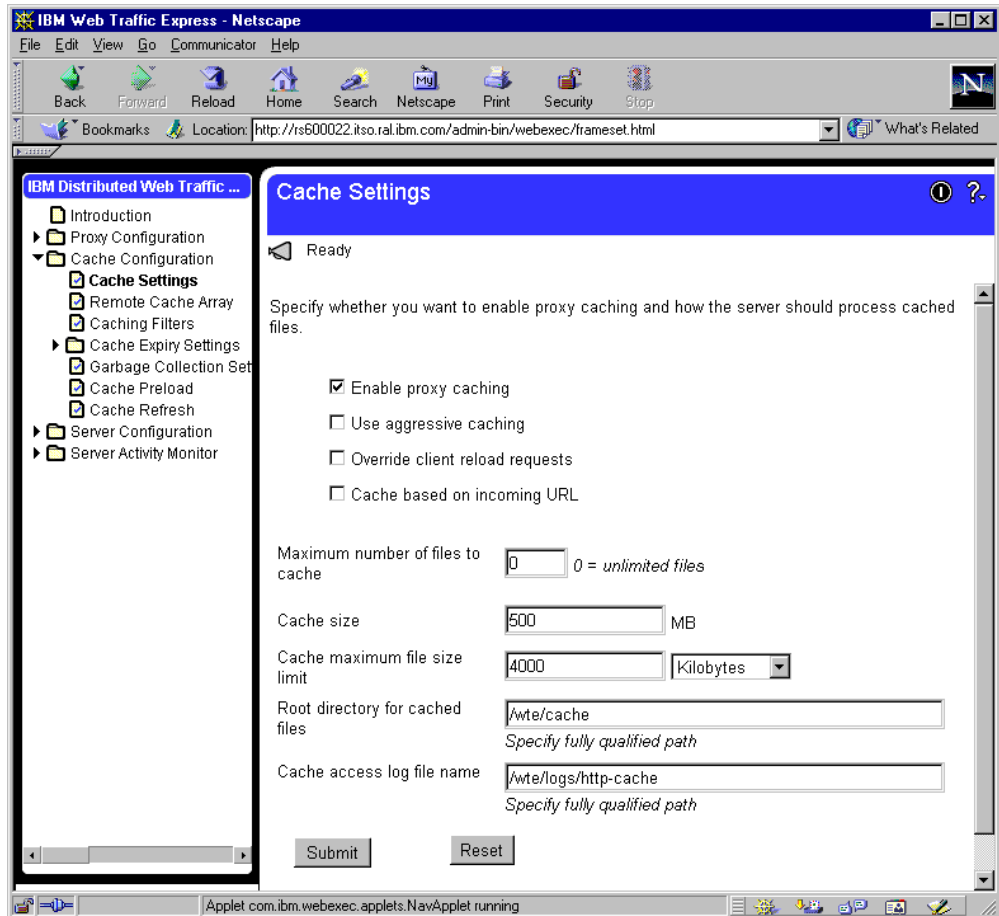 IBM Web Traffic Express - Netscape
File Edit View Go Communicator Help
Back Forward Reload Home Search Netscape Print Security Stop
My
N
Bookmarks Location: http://rs600022.itso.ral.ibm.com/admin-bin/webexec/frameset.html What's Related
IBM Distributed Web Traffic ...
Introduction
Proxy Configuration
Cache Configuration
Cache Settings
Remote Cache Array
Caching Filters
Cache Expiry Settings
Garbage Collection Set
Cache Preload
Cache Refresh
Server Configuration
Server Activity Monitor
Cache Settings
?
Ready
Specify whether you want to enable proxy caching and how the server should process cached
files.
Enable proxy caching
Use aggressive caching
Override client reload requests
Cache based on incoming URL
Maximum number of files to
cache
0 0 = unlimited files
Cache size 500 MB
Cache maximum file size
limit
4000 Kilobytes
Root directory for cached
files
/wte/cache
Specify fully qualified path
Cache access log file name /wte/logs/http-cache
Specify fully qualified path
Submit Reset
Applet com.ibm.webexec.applets.NavApplet running